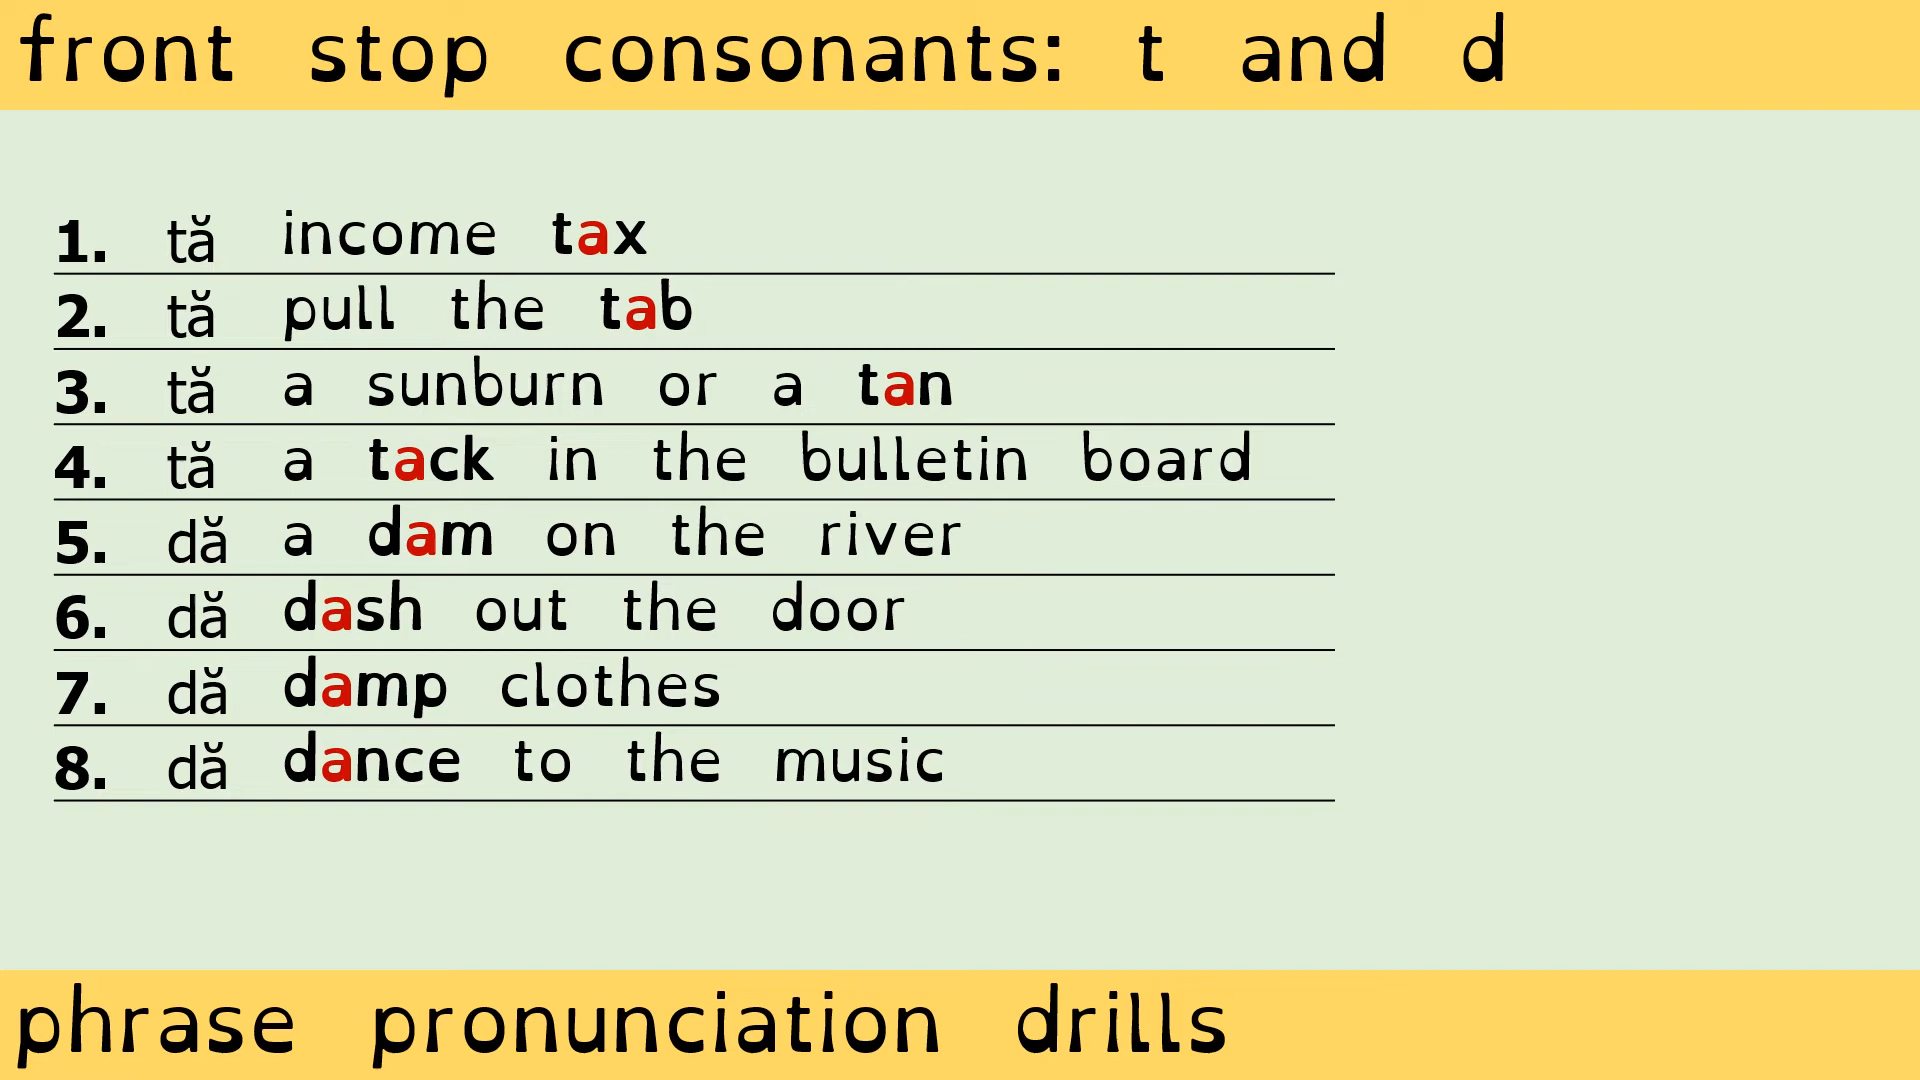 front stop consonants: t and d
1. tă income tax
2. tă pull the tab
3. tă a sunburn or a tan
4. tă a tack in the bulletin board
5. dă a dam on the river
6. dă dash out the door
7. dă damp clothes
8. dă dance to the music
phrase pronunciation drills